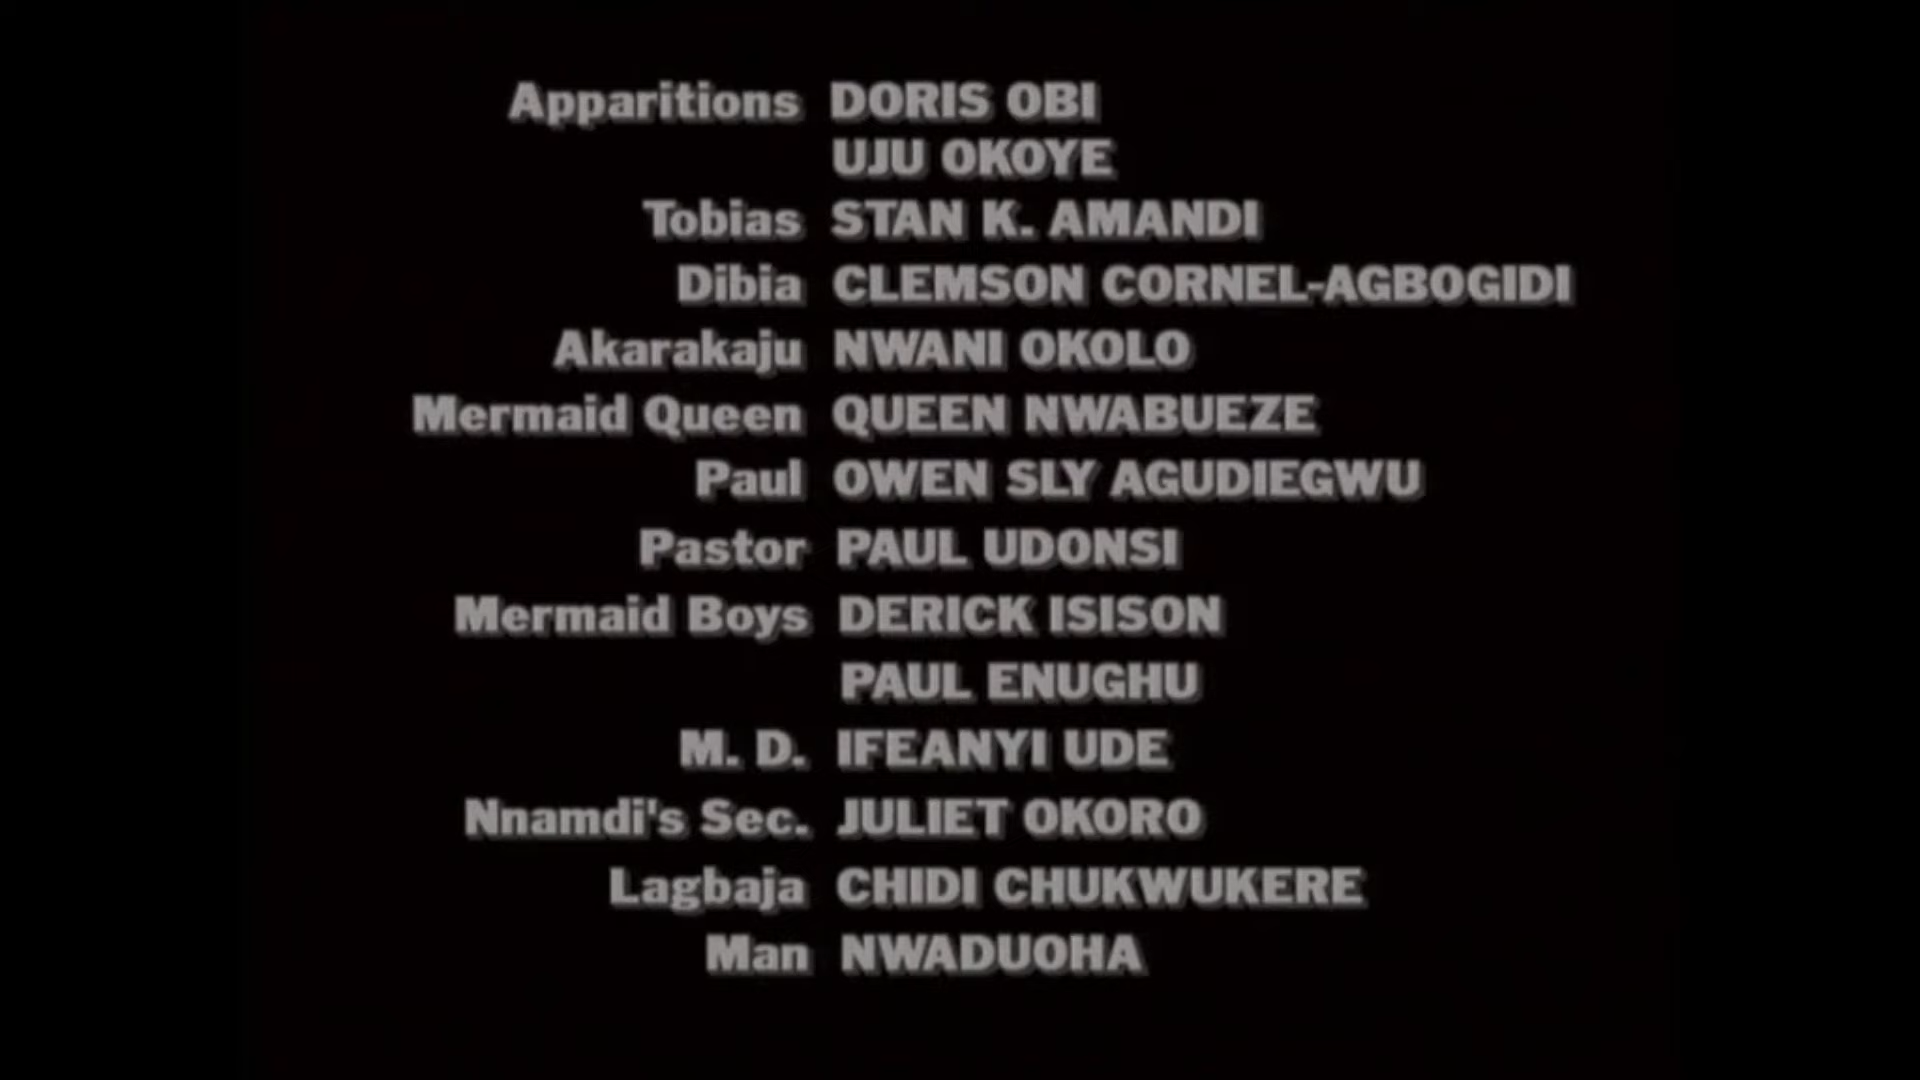 Apparitions DORIS OBI
UJU OKOYE
Tobias STAN K. AMANDI
Dibia CLEMSON CORNEL-AGBOGIDI
Akarakaju NWANI OKOLO
Mermaid Queen QUEEN NWABUEZE
Paul OWEN SLY AGUDIEGWU
Pastor PAUL UDONSI
Mermaid Boys DERICK ISISON
PAUL ENUGHU
M. D. IFEANYI UDE
Nnamdi's Sec. JULIET OKORO
Lagbaja CHIDI CHUKWUKERE
Man NWADUOHA